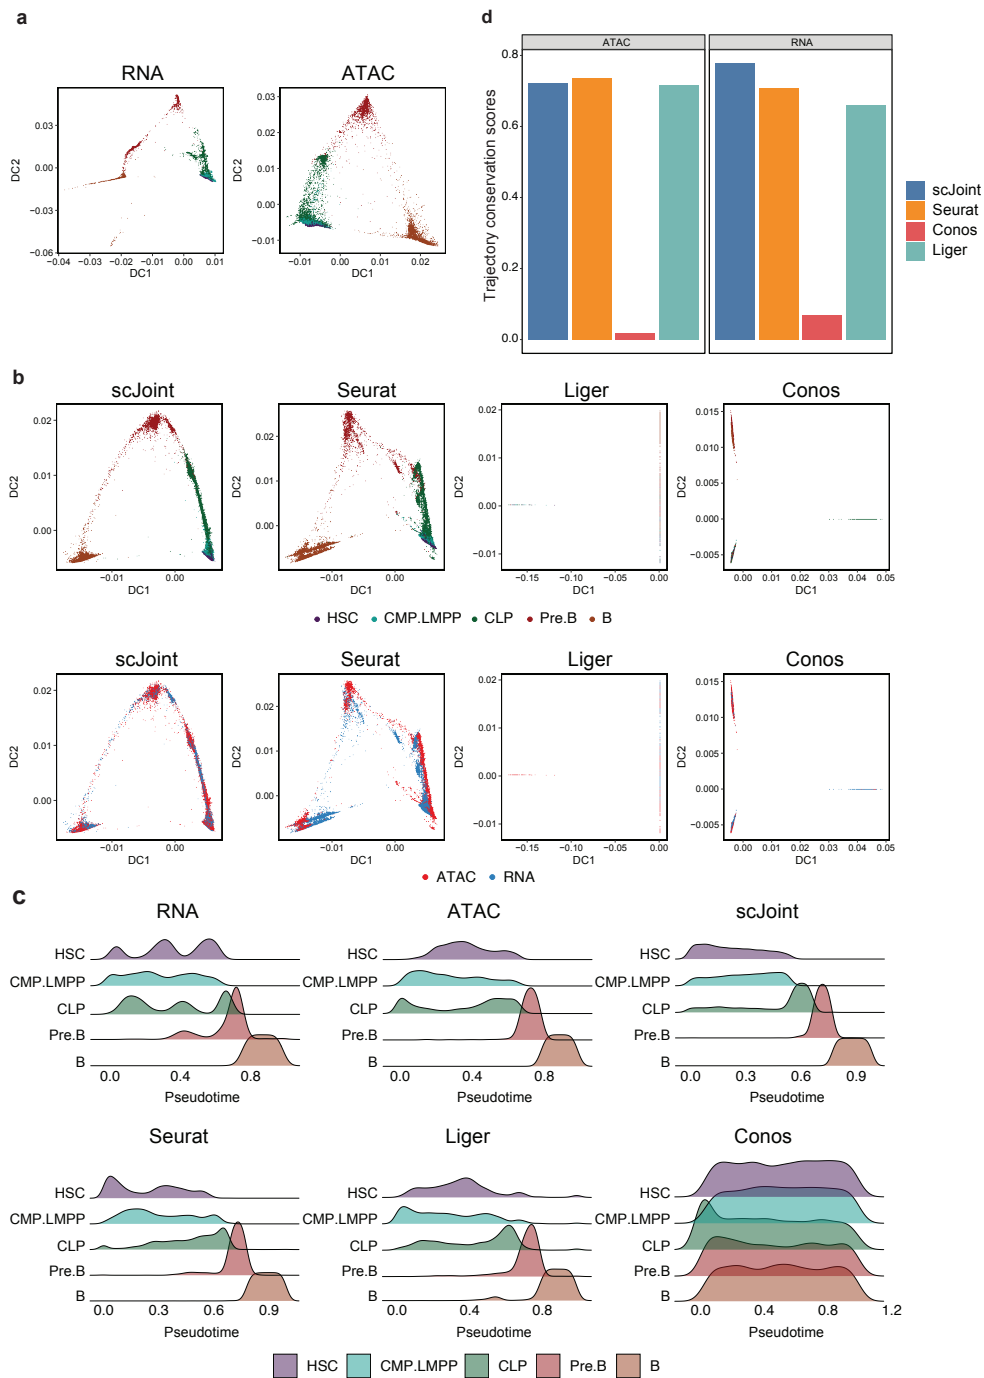 a
RNA
ATAC
0.03
0.00
−0.03
−0.06
DC2
−0.04
−0.03
−0.02
−0.01
0.00
0.01
DC1
0.03
0.02
0.01
0.00
−0.01
DC2
−0.01
0.00
0.01
0.02
DC1
d
ATAC
RNA
0.8
0.6
0.4
0.2
0.0
Trajectory conservation scores
scJoint
Seurat
Conos
Liger
b
scJoint
Seurat
Liger
Conos
0.02
0.01
0.00
DC2
−0.01
0.00
DC1
0.02
0.01
0.00
DC2
−0.01
0.00
DC1
0.02
0.01
0.00
−0.01
DC2
−0.15
−0.10
−0.05
0.00
DC1
0.015
0.010
0.005
0.000
−0.005
DC2
0.00
0.01
0.02
0.03
0.04
0.05
DC1
HSC
CMP.LMPP
CLP
Pre.B
B
scJoint
Seurat
Liger
Conos
0.02
0.01
0.00
DC2
−0.01
0.00
DC1
0.02
0.01
0.00
DC2
−0.01
0.00
DC1
0.02
0.01
0.00
−0.01
DC2
−0.15
−0.10
−0.05
0.00
DC1
0.015
0.010
0.005
0.000
−0.005
DC2
0.00
0.01
0.02
0.03
0.04
0.05
DC1
ATAC
RNA
c
RNA
HSC
CMP.LMPP
CLP
Pre.B
B
0.0
0.4
0.8
Pseudotime
ATAC
HSC
CMP.LMPP
CLP
Pre.B
B
0.0
0.4
0.8
Pseudotime
scJoint
HSC
CMP.LMPP
CLP
Pre.B
B
0.0
0.3
0.6
0.9
Pseudotime
Seurat
HSC
CMP.LMPP
CLP
Pre.B
B
0.0
0.3
0.6
0.9
Pseudotime
Liger
HSC
CMP.LMPP
CLP
Pre.B
B
0.0
0.4
0.8
Pseudotime
Conos
HSC
CMP.LMPP
CLP
Pre.B
B
0.0
0.4
0.8
1.2
Pseudotime
HSC
CMP.LMPP
CLP
Pre.B
B